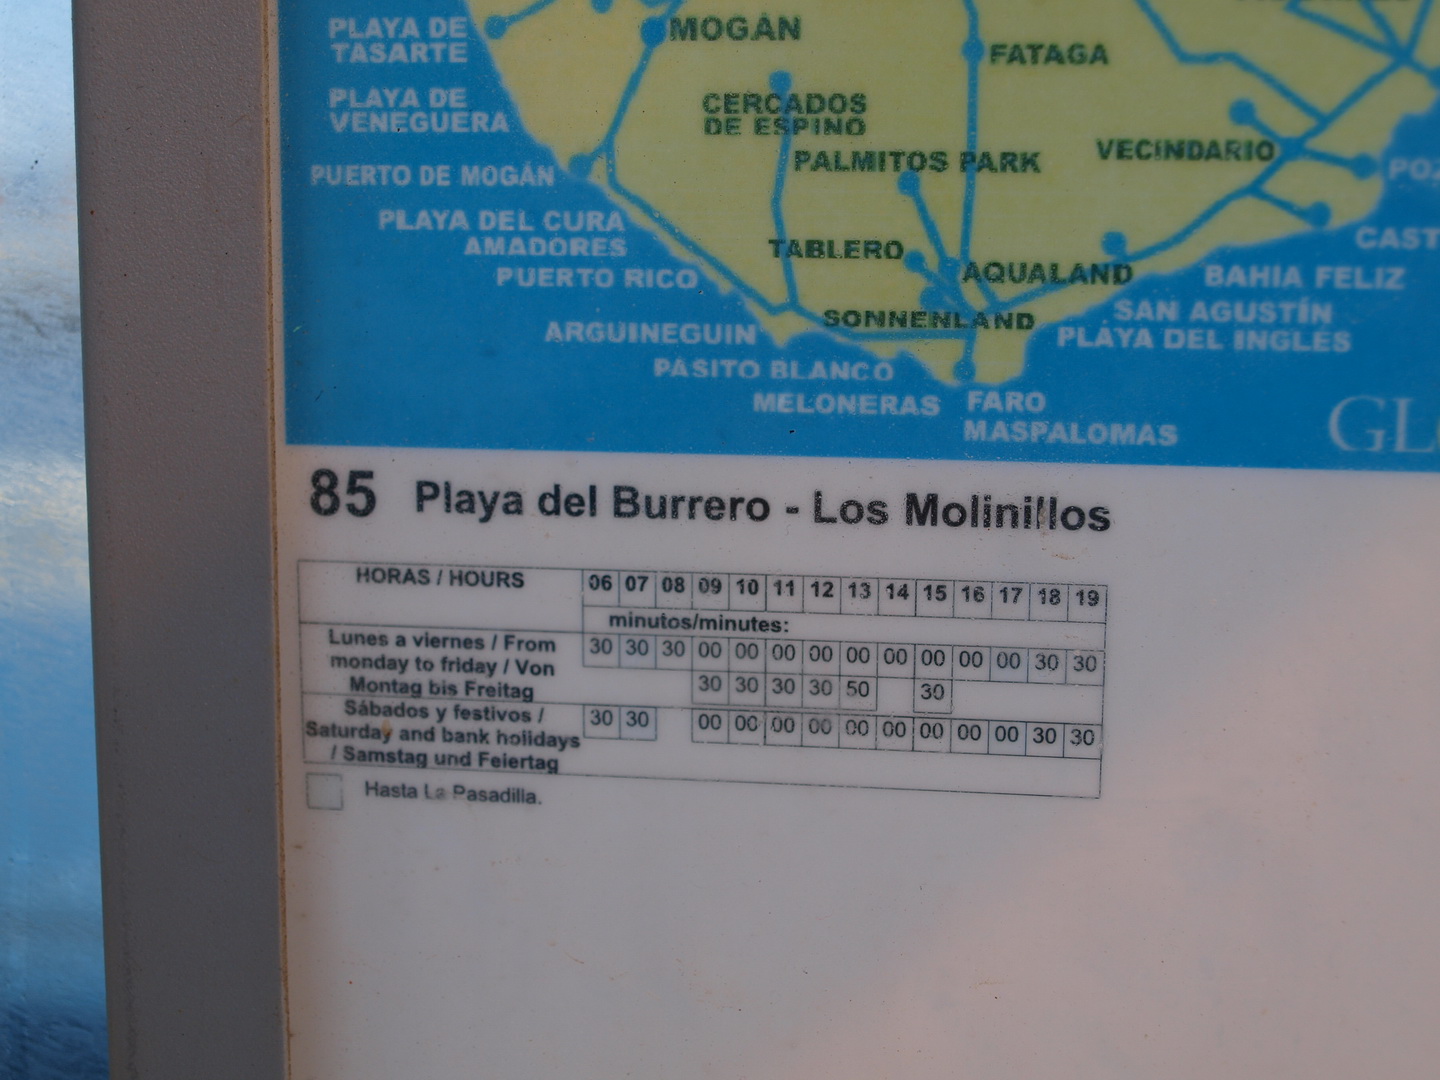 PLAYA DE
TASARTE
MOGÁN
FATAGA
PLAYA DE
VENEGUERA
CERCADOS
DE ESPINO
PALMITOS PARK
VECINDARIO
PUERTO DE MOGÁN
PLAYA DEL CURA
AMADORES
TABLERO
AQUALAND
PUERTO RICO
BAHIA FELIZ
SAN AGUSTÍN
SONNENLAND
ARGUINEGUIN
PLAYA DEL INGLES
PASITO BLANCO
MELONERAS
FARO
MASPALOMAS
85 Playa del Burrero - Los Molinillos
HORAS / HOURS 06 07 08 09 10 11 12 13 14 15 16 17 18 19
minutos/minutes:
Lunes a viernes / From 30 30 30 00 00 00 00 00 00 00 00 00 30 30
monday to friday / Von
Montag bis Freitag 30 30 30 30 50 30
Sábados y festivos / 30 30 00 00 00 00 00 00 00 00 00 30 30
Saturday and bank holidays
/ Samstag und Feiertag
Hasta La Pasadilla.